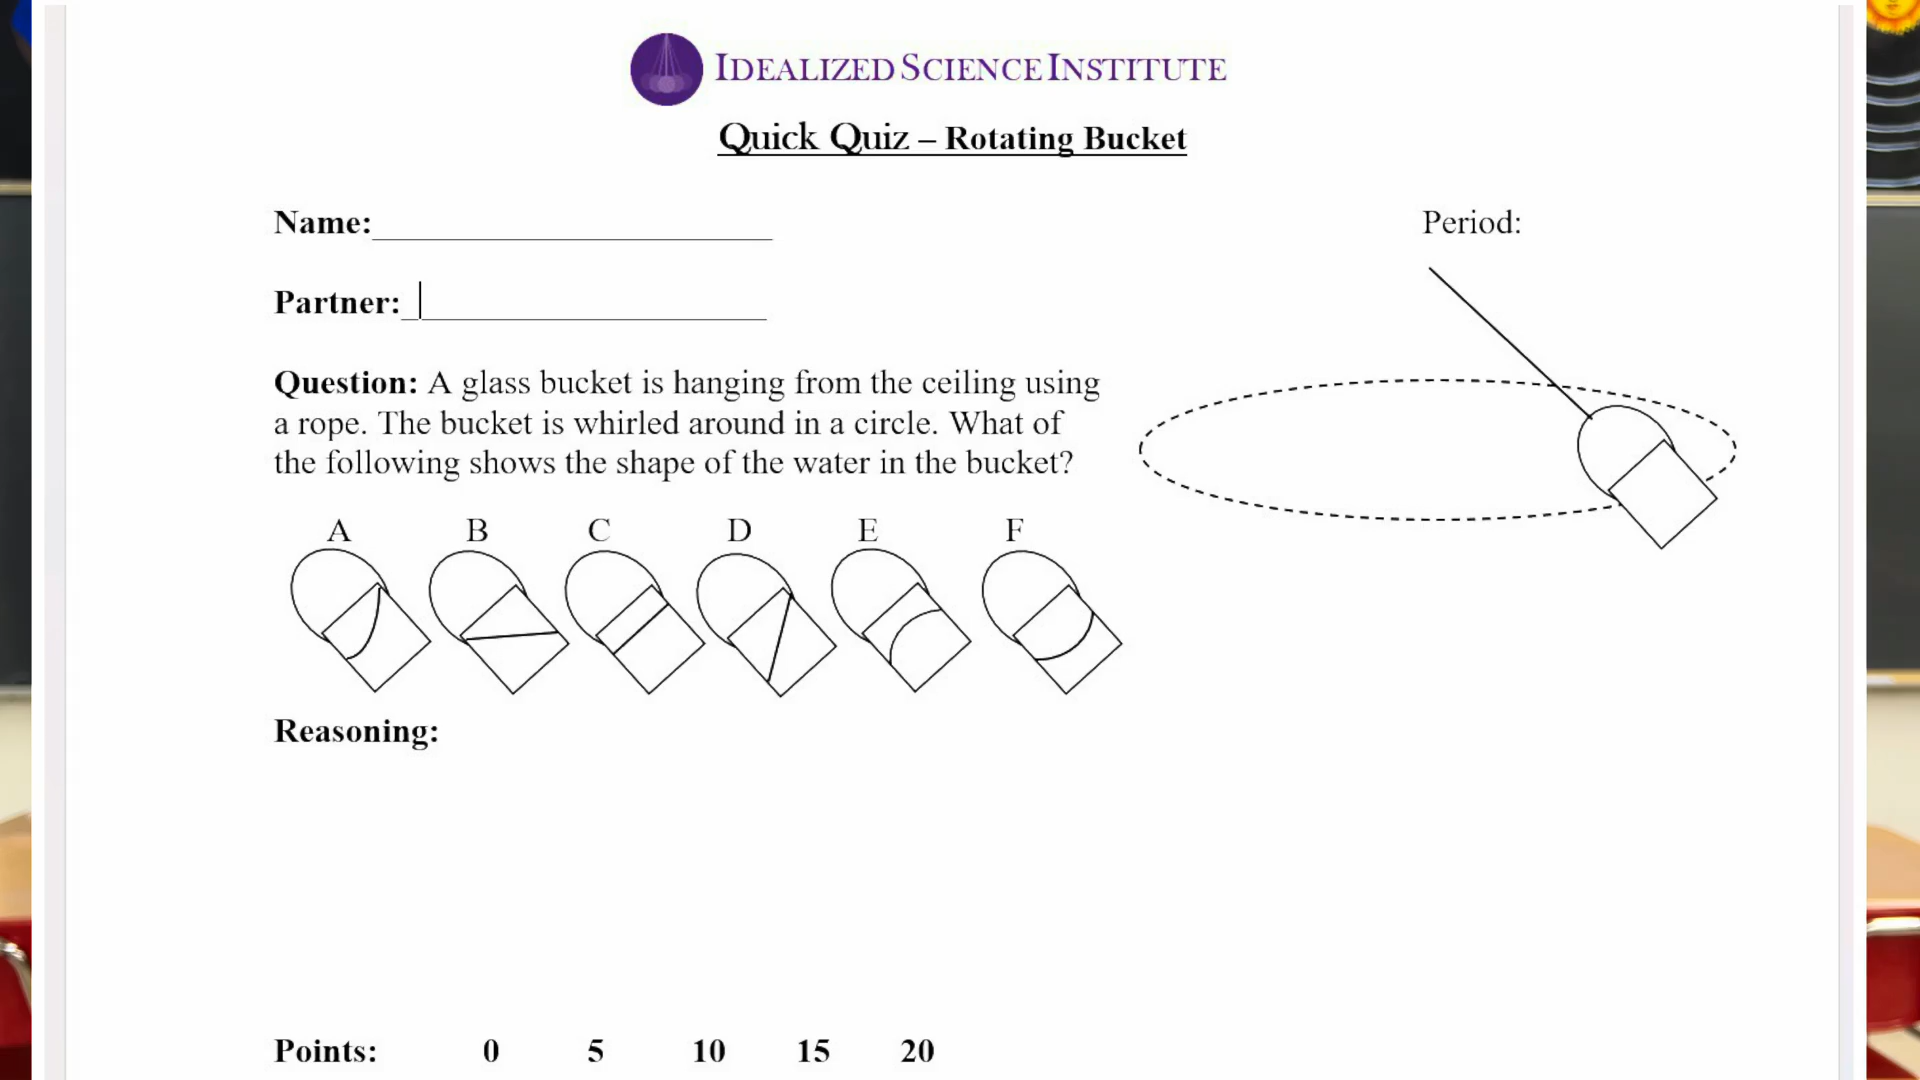 IDEALIZED SCIENCE INSTITUTE
Quick Quiz – Rotating Bucket
Name:
Period:
Partner:
Question: A glass bucket is hanging from the ceiling using
a rope. The bucket is whirled around in a circle. What of
the following shows the shape of the water in the bucket?
A B C D E F
Reasoning:
Points: 0 5 10 15 20